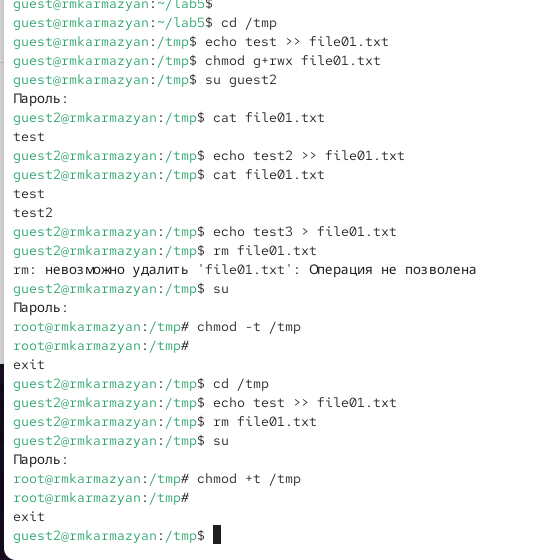 guest@rmkarmazyan:~/lab5$
guest@rmkarmazyan:~/lab5$ cd /tmp
guest@rmkarmazyan:/tmp$ echo test >> file01.txt
guest@rmkarmazyan:/tmp$ chmod g+rwx file01.txt
guest@rmkarmazyan:/tmp$ su guest2
Пароль:
guest2@rmkarmazyan:/tmp$ cat file01.txt
test
guest2@rmkarmazyan:/tmp$ echo test2 >> file01.txt
guest2@rmkarmazyan:/tmp$ cat file01.txt
test
test2
guest2@rmkarmazyan:/tmp$ echo test3 > file01.txt
guest2@rmkarmazyan:/tmp$ rm file01.txt
rm: невозможно удалить 'file01.txt': Операция не позволена
guest2@rmkarmazyan:/tmp$ su
Пароль:
root@rmkarmazyan:/tmp# chmod -t /tmp
root@rmkarmazyan:/tmp#
exit
guest2@rmkarmazyan:/tmp$ cd /tmp
guest2@rmkarmazyan:/tmp$ echo test >> file01.txt
guest2@rmkarmazyan:/tmp$ rm file01.txt
guest2@rmkarmazyan:/tmp$ su
Пароль:
root@rmkarmazyan:/tmp# chmod +t /tmp
root@rmkarmazyan:/tmp#
exit
guest2@rmkarmazyan:/tmp$